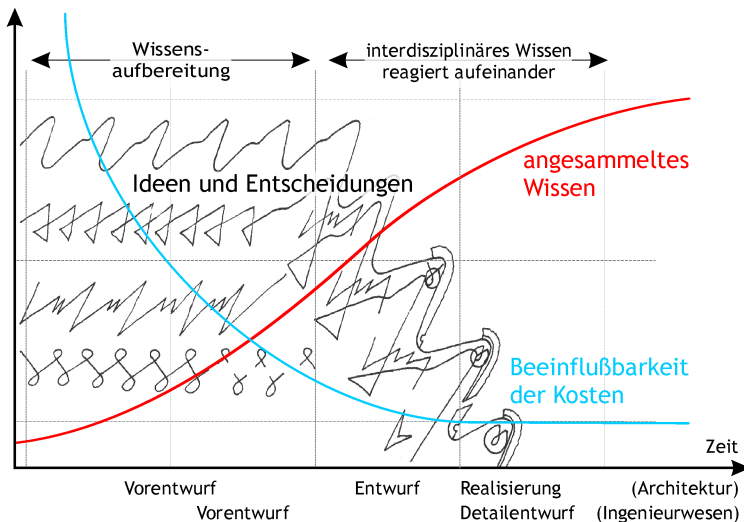 Wissens-
aufbereitung
interdisziplinäres Wissen
reagiert aufeinander
angesammeltes
Wissen
Ideen und Entscheidungen
Beeinflußbarkeit
der Kosten
Zeit
Vorentwurf Entwurf Realisierung (Architektur)
Vorentwurf Detailentwurf (Ingenieurwesen)